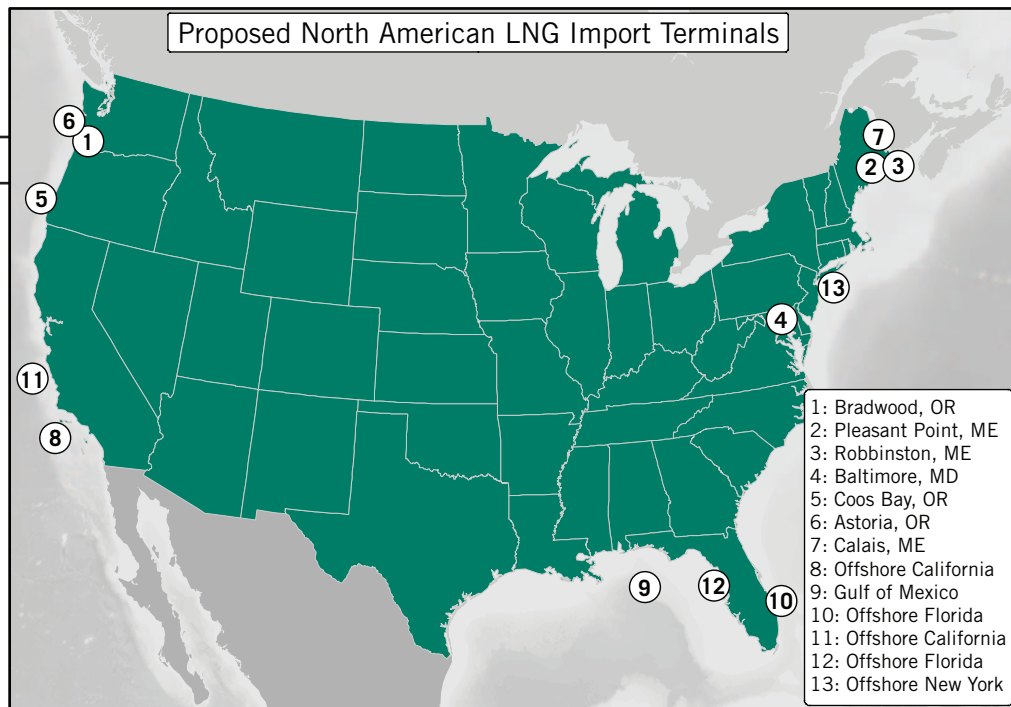 Proposed North American LNG Import Terminals
6
1
7
2
3
5
13
4
11
8
9
12
10
1: Bradwood, OR
2: Pleasant Point, ME
3: Robbinston, ME
4: Baltimore, MD
5: Coos Bay, OR
6: Astoria, OR
7: Calais, ME
8: Offshore California
9: Gulf of Mexico
10: Offshore Florida
11: Offshore California
12: Offshore Florida
13: Offshore New York